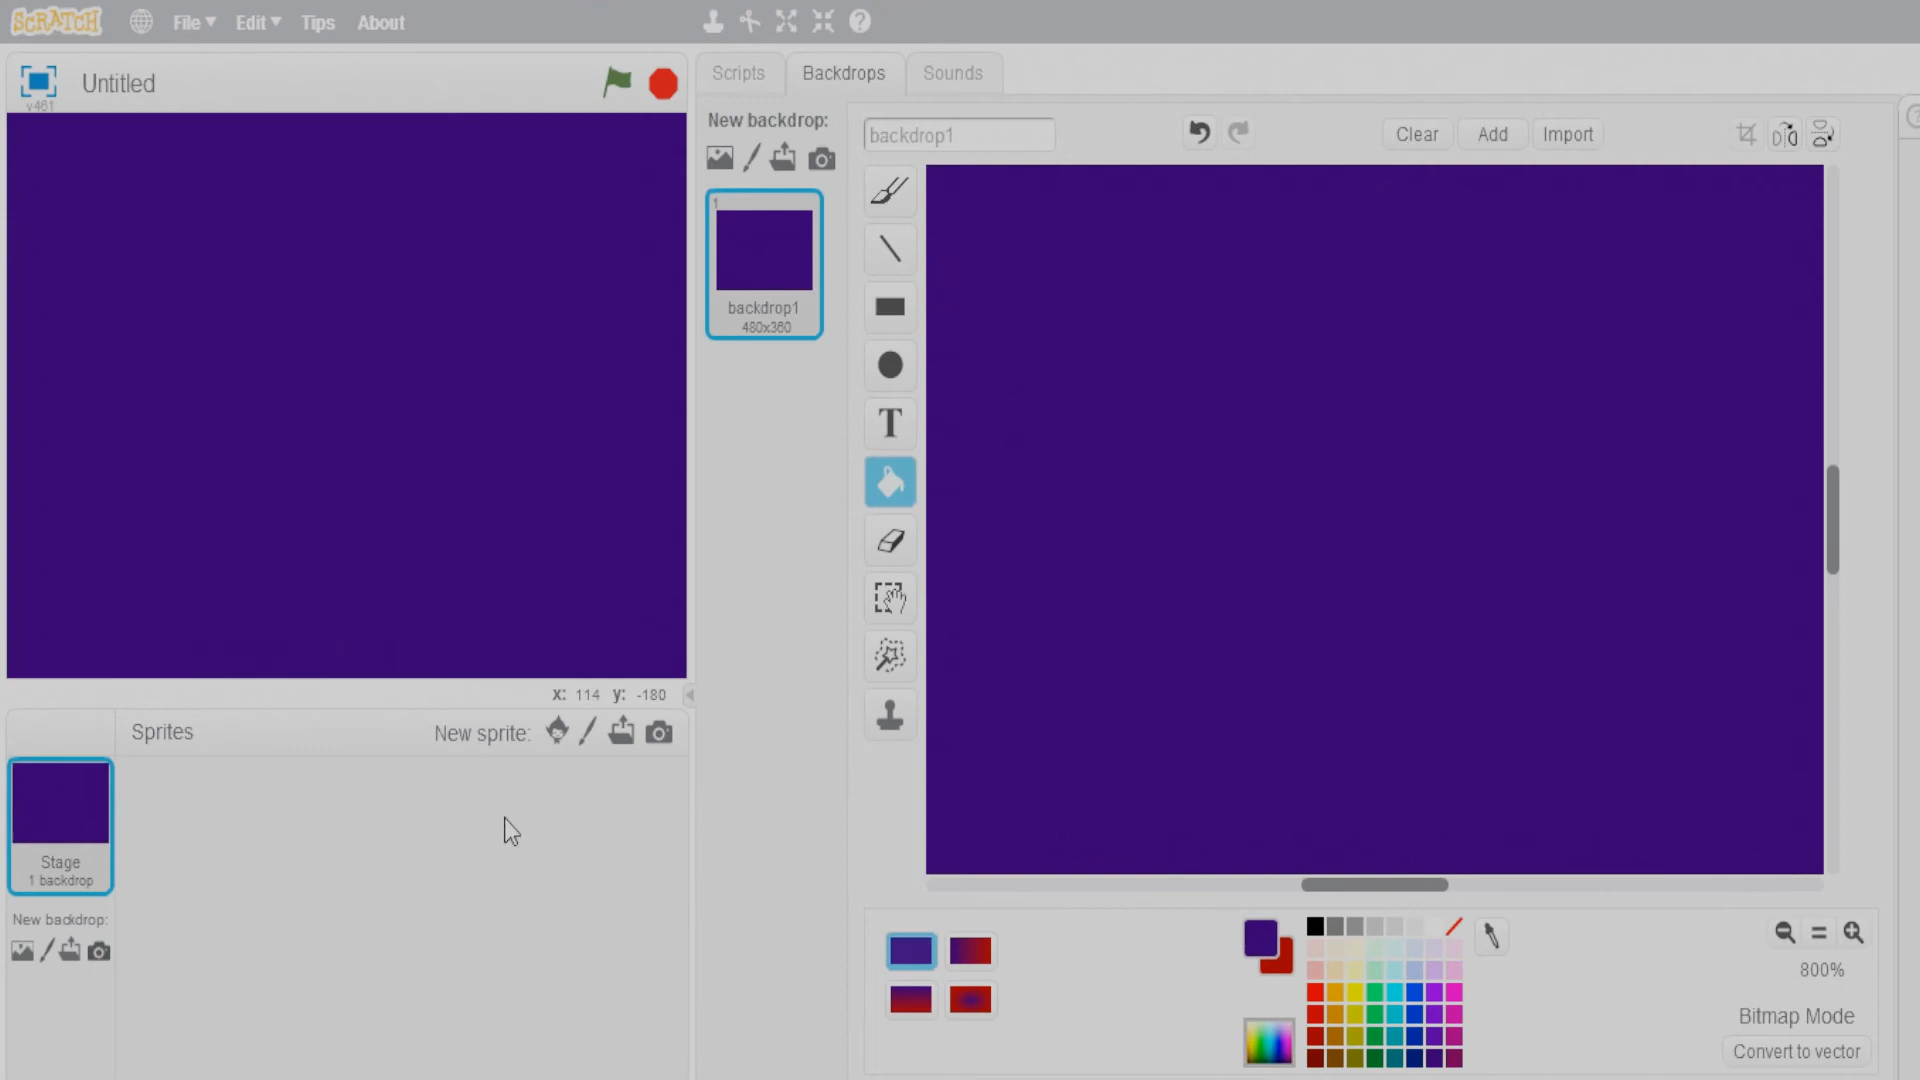 SCRATCH File Edit Tips About
Untitled
v461
Scripts Backdrops Sounds
New backdrop:
backdrop1
Clear Add Import
1
backdrop1
480x360
T
x: 114 y: -180
Sprites New sprite:
Stage
1 backdrop
New backdrop:
800%
Bitmap Mode
Convert to vector